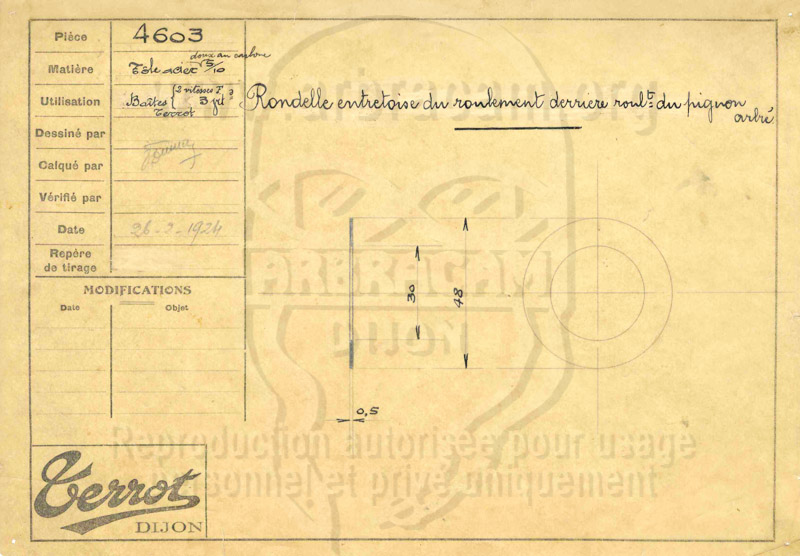 Pièce 4603
doux au carbone
Matière Tôle acier 5/10
Utilisation Boîtes { 2 vitesses T.
3 vit
Terrot
Rondelle entretoise du roulement derrière roult. du pignon
arbré
Dessiné par
Calqué par
Vérifié par
Date 26-2-1924
Repère
de tirage
MODIFICATIONS
Date Objet
30
48
0,5
Terrot
DIJON
www.arbracam.org
ARBRACAM
DIJON
Reproduction autorisée pour usage
personnel et privé uniquement